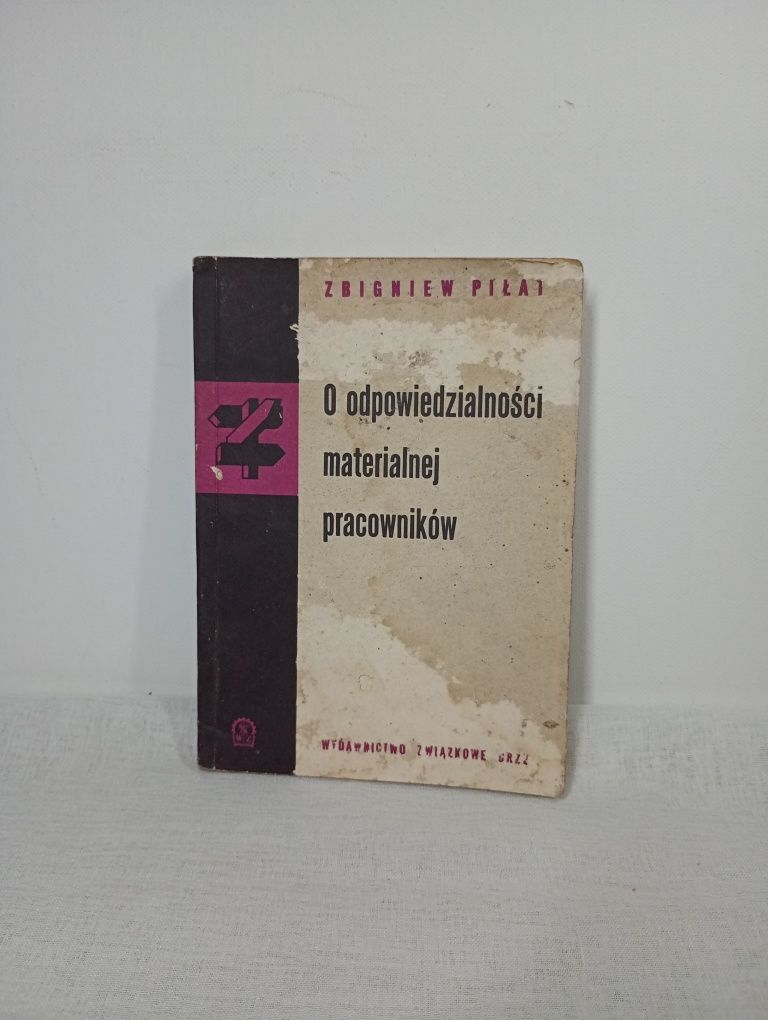 ZBIGNIEW PIŁAT
O odpowiedzialności
materialnej
pracowników
WYDAWNICTWO ZWIĄZKOWE CRZZ